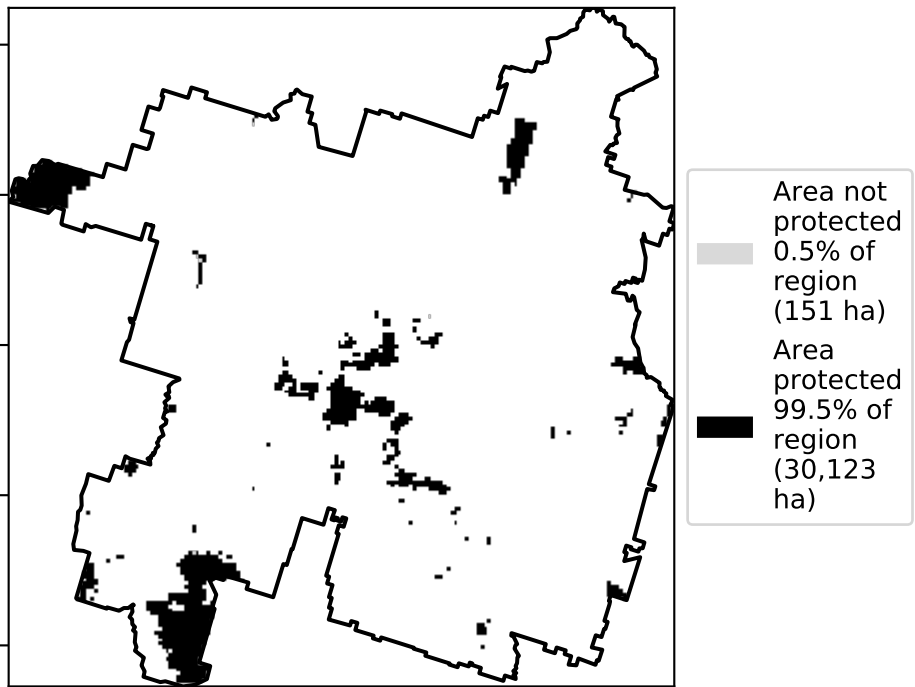 Area not
protected
0.5% of
region
(151 ha)
Area
protected
99.5% of
region
(30,123
ha)